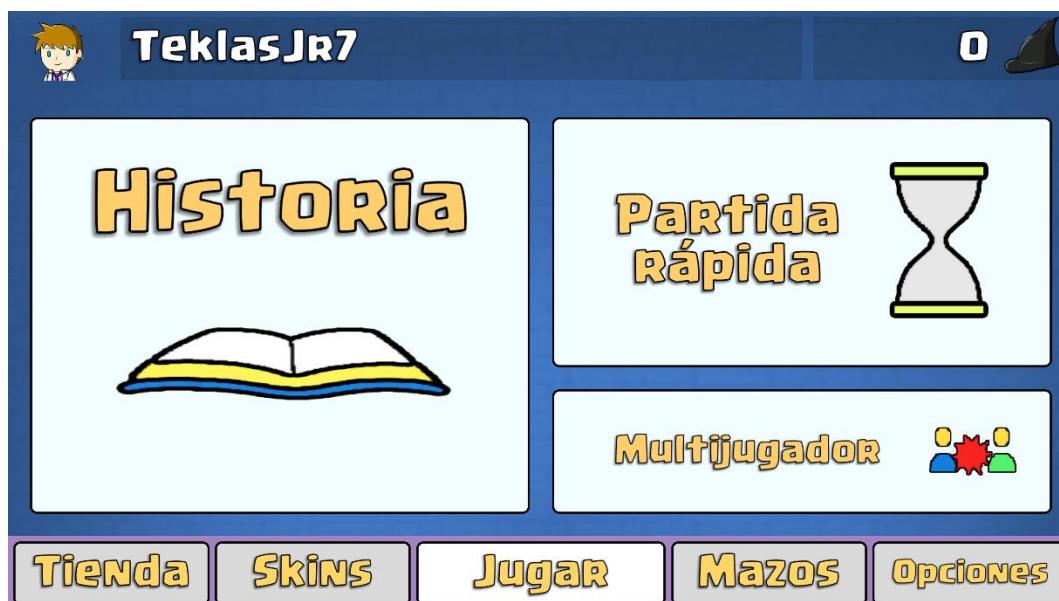 TeklasJR7
0
Historia
Partida
rápida
Multijugador
Tienda
Skins
Jugar
Mazos
Opciones